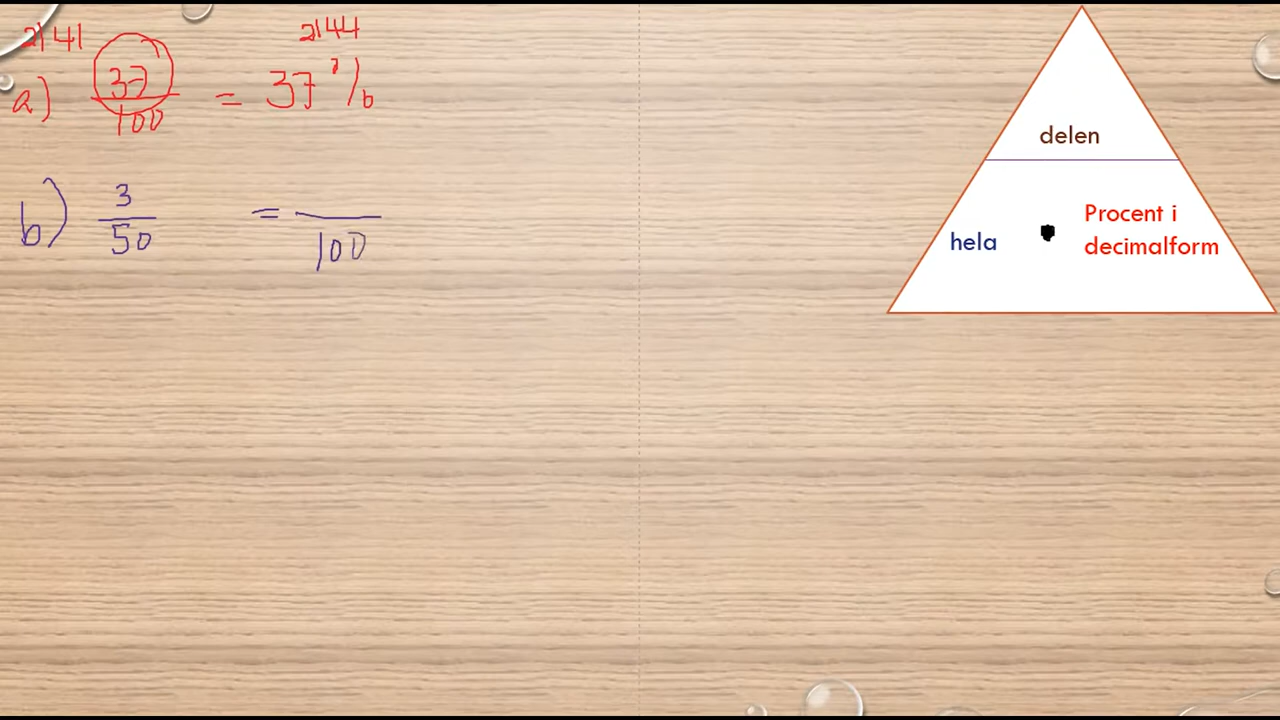 2141 2144
a) 37/100 = 37 %
b) 3/50 = /100
delen
hela
Procent i
decimalform